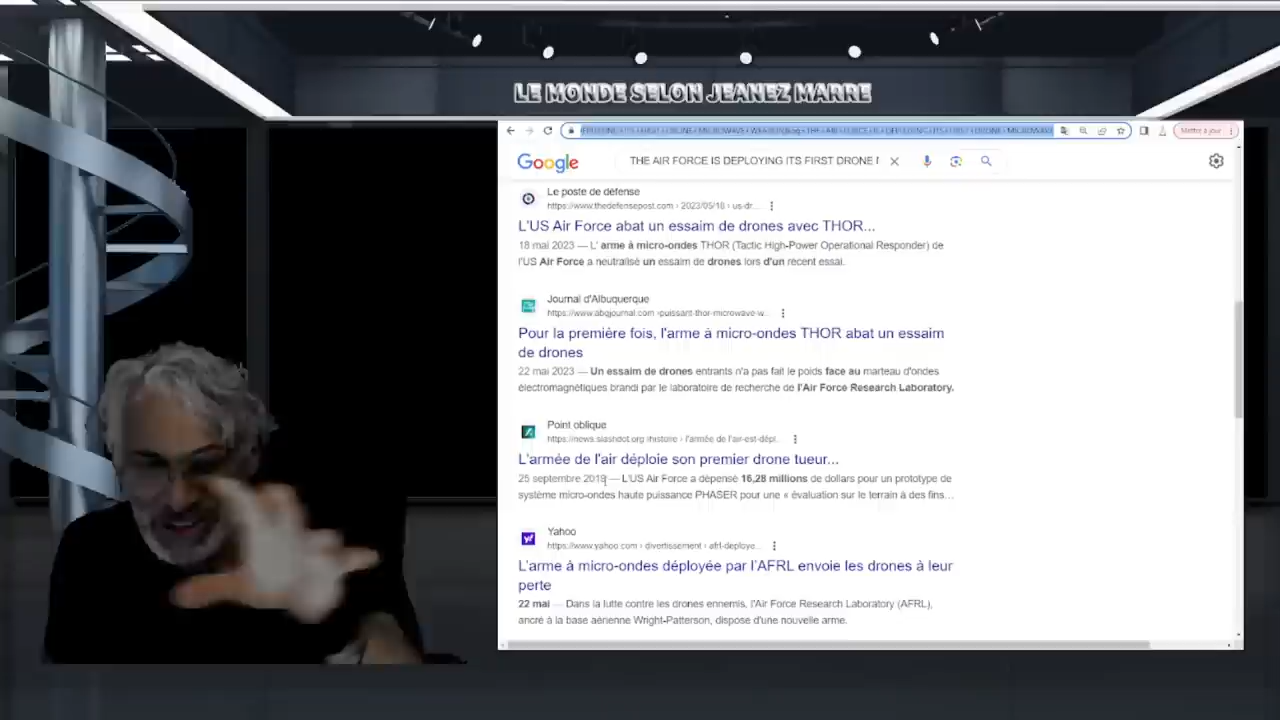 LE MONDE SELON JEANEZ MARRE
Mettre à jour
Google
THE AIR FORCE IS DEPLOYING ITS FIRST DRONE
Le poste de défense
https://www.thedefensepost.com › 2023/05/18 › us-dr...
L'US Air Force abat un essaim de drones avec THOR...
18 mai 2023 — L' arme à micro-ondes THOR (Tactic High-Power Operational Responder) de
l'US Air Force a neutralisé un essaim de drones lors d'un recent essai.
Journal d'Albuquerque
https://www.abqjournal.com ›puissant-thor-microwave-w...
Pour la première fois, l'arme à micro-ondes THOR abat un essaim
de drones
22 mai 2023 — Un essaim de drones entrants n'a pas fait le poids face au marteau d'ondes
électromagnétiques brandi par le laboratoire de recherche de l'Air Force Research Laboratory.
Point oblique
https://news.slashdot.org ›histoire › l'armée de l'air-est-dépl...
L'armée de l'air déploie son premier drone tueur...
25 septembre 2019 — L'US Air Force a dépensé 16,28 millions de dollars pour un prototype de
système micro-ondes haute puissance PHASER pour une « évaluation sur le terrain à des fins...
Yahoo
https://www.yahoo.com › divertissement › afrl-deploye...
L'arme à micro-ondes déployée par l'AFRL envoie les drones à leur
perte
22 mai — Dans la lutte contre les drones ennemis, l'Air Force Research Laboratory (AFRL),
ancré à la base aérienne Wright-Patterson, dispose d'une nouvelle arme.